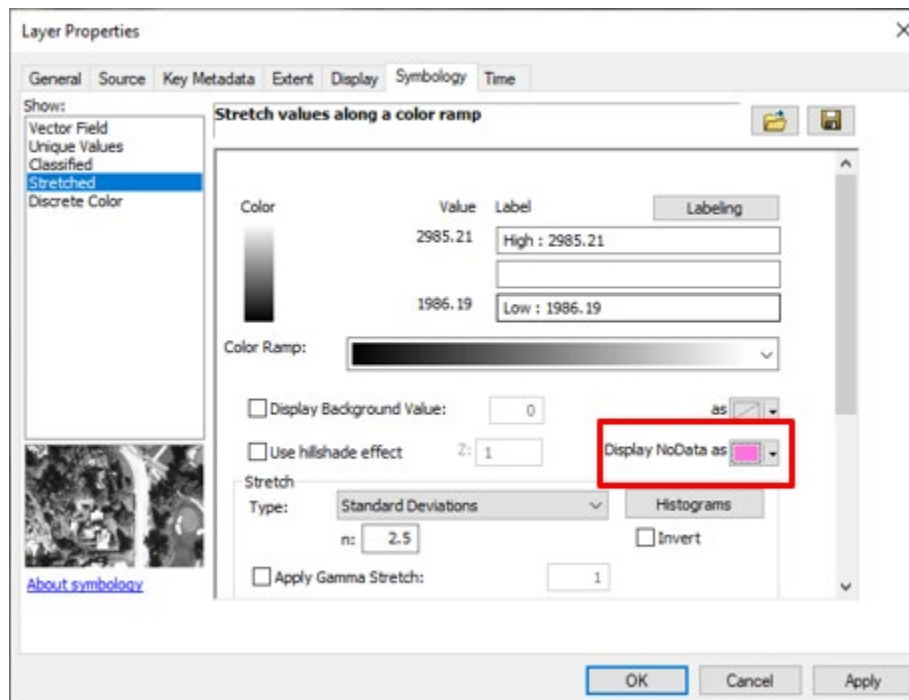 Layer Properties
General Source Key Metadata Extent Display Symbology Time
Show:
Vector Field
Unique Values
Classified
Stretched
Discrete Color
About symbology
Stretch values along a color ramp
Color Value Label Labeling
2985.21 High : 2985.21
1986.19 Low : 1986.19
Color Ramp:
Display Background Value: 0 as
Use hillshade effect Z: 1 Display NoData as
Stretch
Type: Standard Deviations Histograms
n: 2.5 Invert
Apply Gamma Stretch: 1
OK Cancel Apply